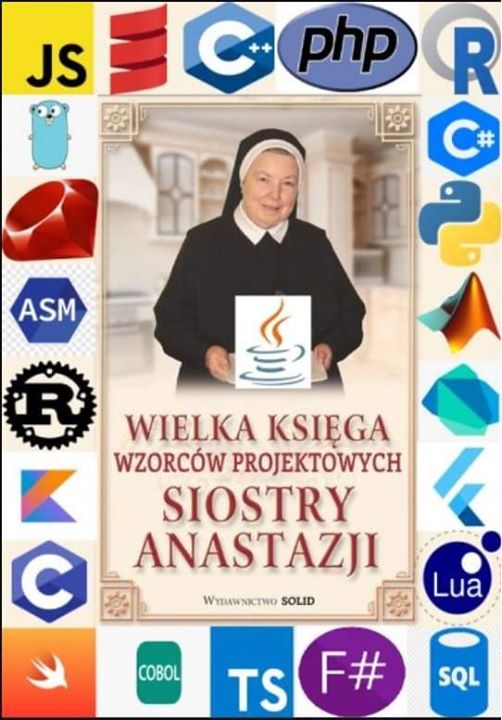 JS
C++
php
R
C#
ASM
R
WIELKA KSIĘGA
WZORCÓW PROJEKTOWYCH
SIOSTRY
ANASTAZJI
C
Lua
WYDAWNICTWO SOLID
COBOL
TS
F#
SQL